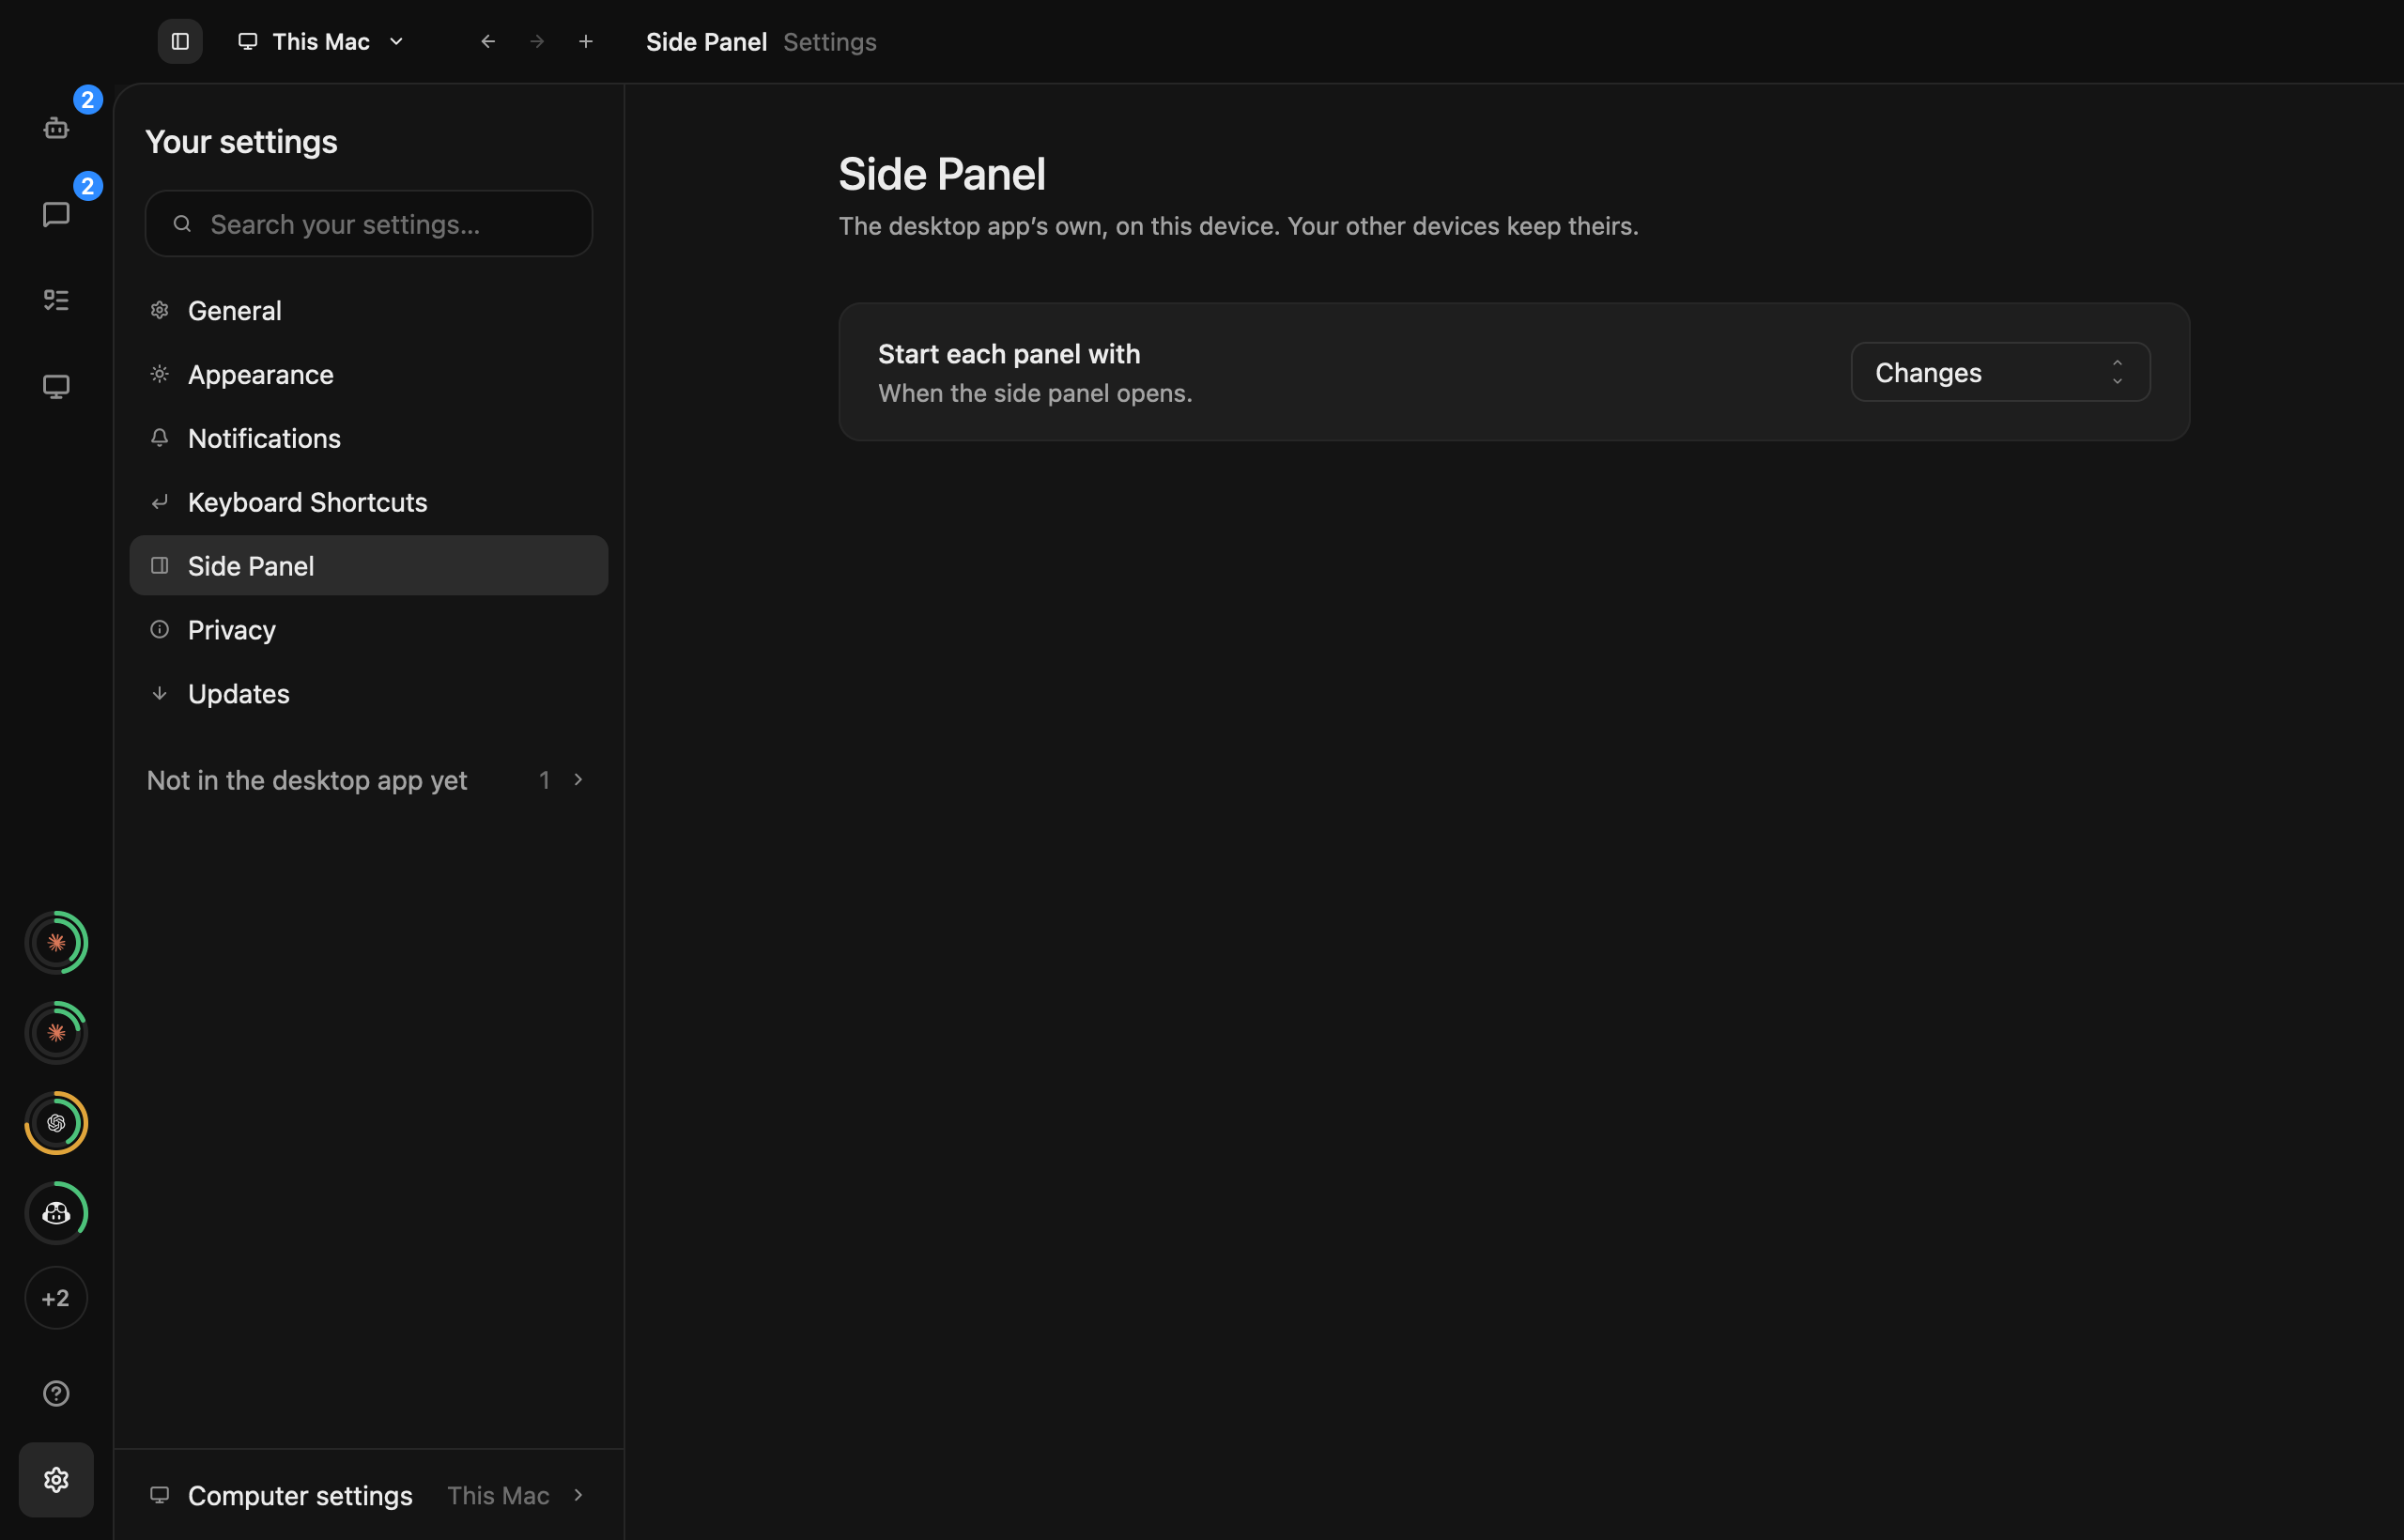 This Mac
Side Panel Settings
2
2
Your settings
Search your settings...
General
Appearance
Notifications
Keyboard Shortcuts
Side Panel
Privacy
Updates
Not in the desktop app yet 1
+2
Computer settings This Mac
Side Panel
The desktop app’s own, on this device. Your other devices keep theirs.
Start each panel with
When the side panel opens.
Changes